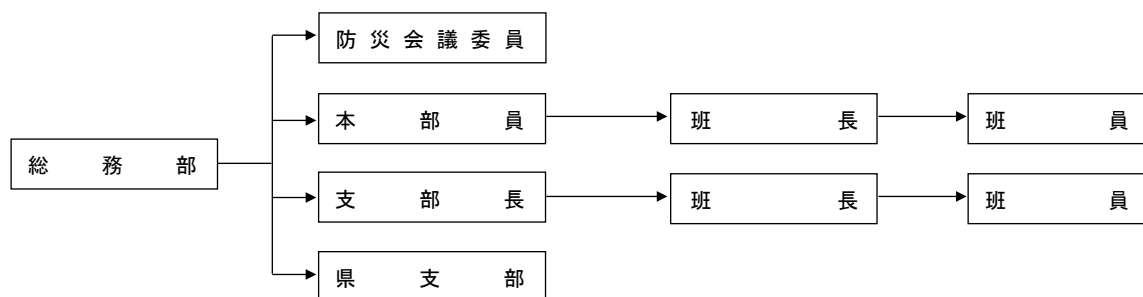 防災会議委員
本部員 班長 班員
総務部
支部長 班長 班員
県支部